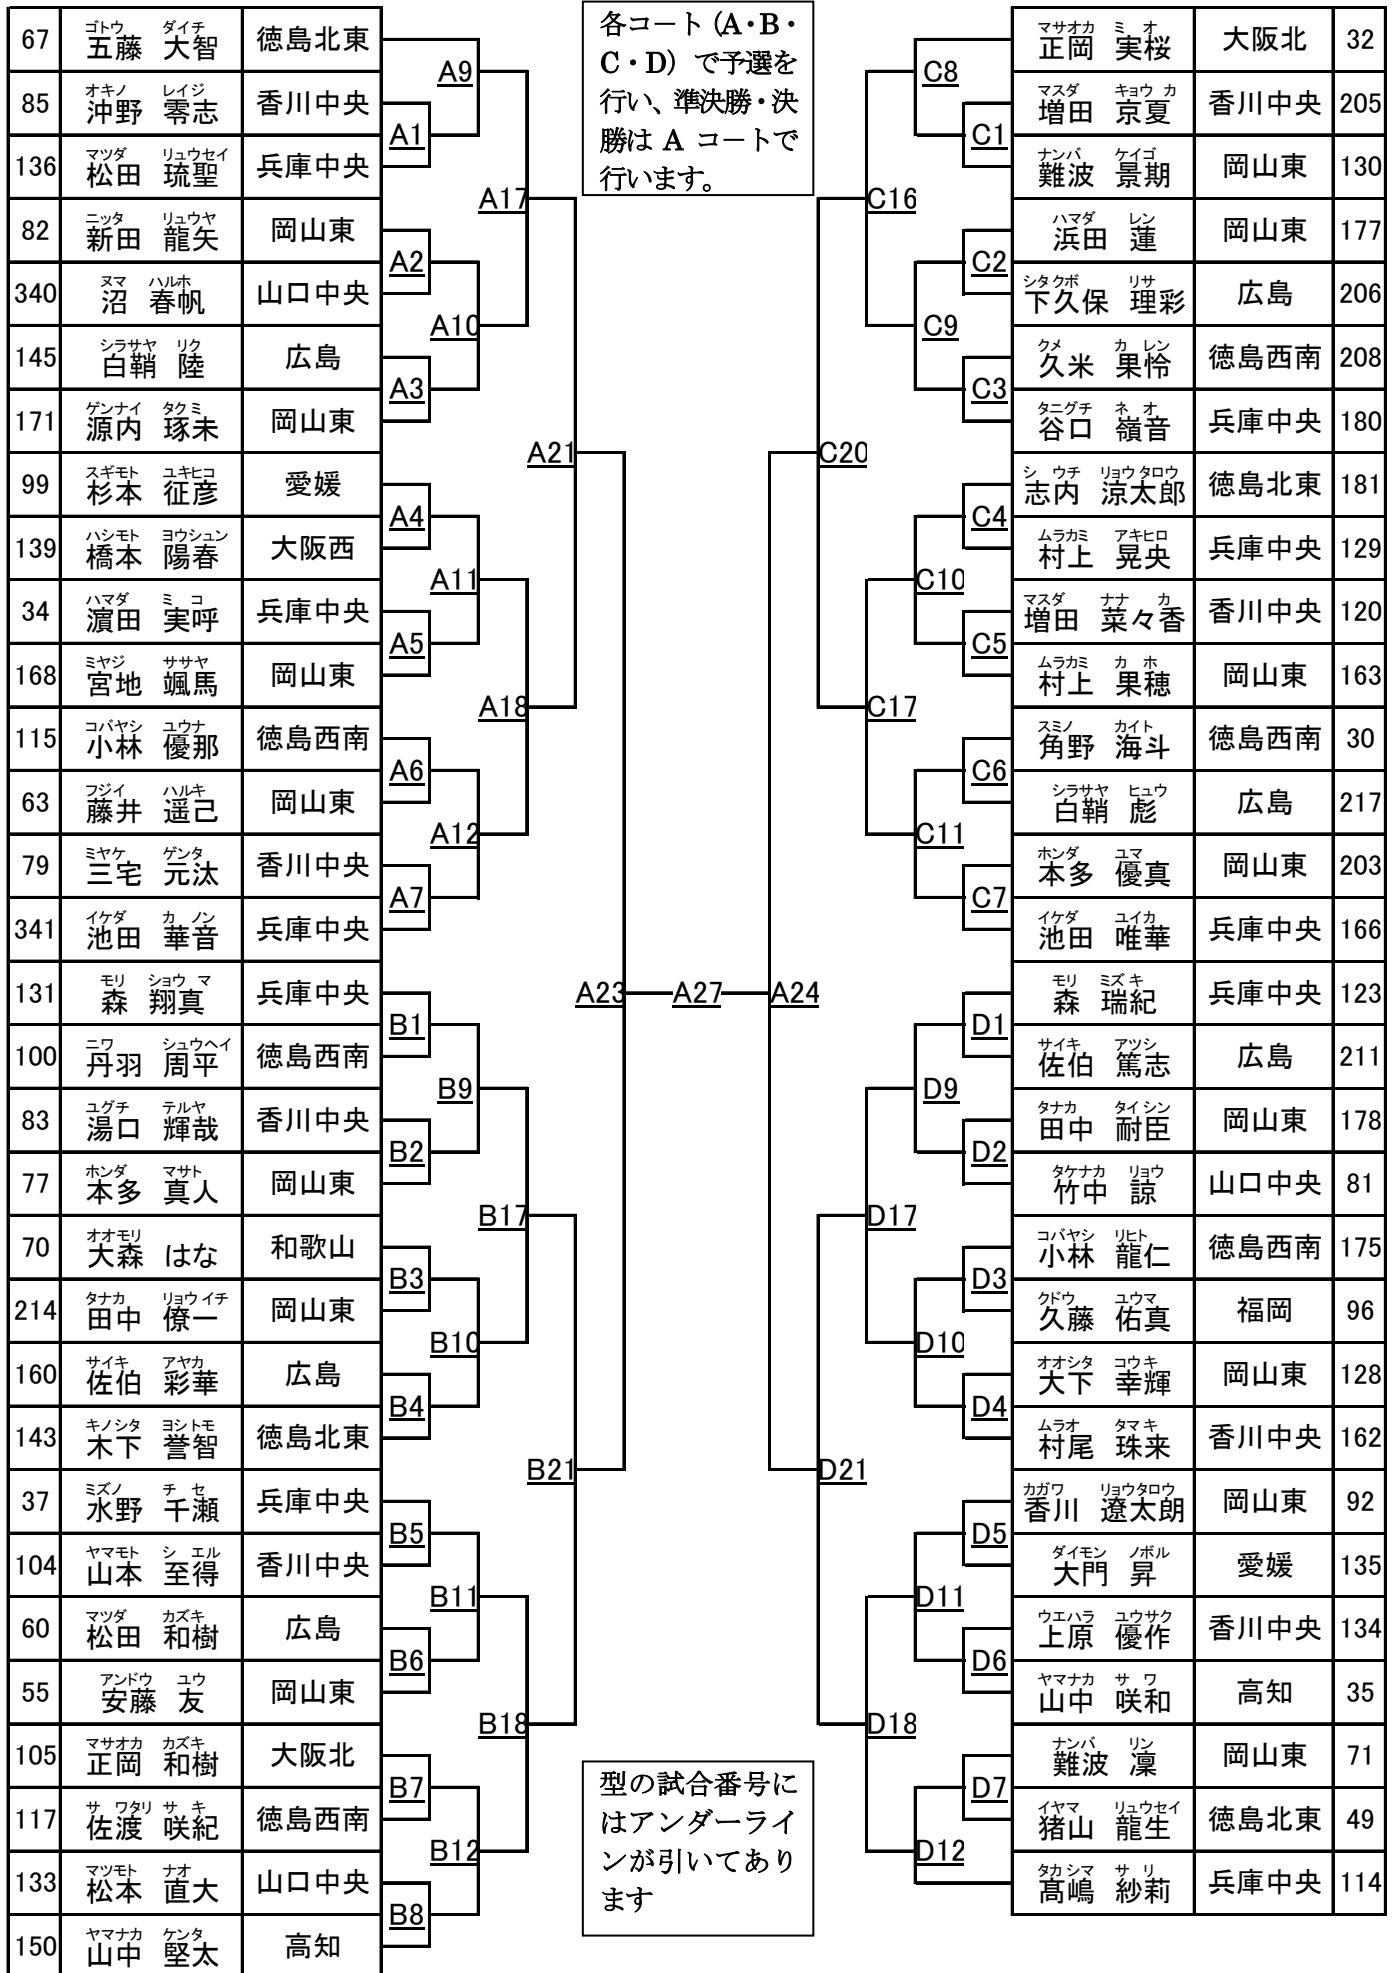 67 五藤 大智 ゴトウ ダイチ 徳島北東
85 沖野 零志 オキノ レイジ 香川中央
136 松田 琉聖 マツダ リュウセイ 兵庫中央
82 新田 龍矢 ニッタ リュウヤ 岡山東
340 沼 春帆 ヌマ ハルホ 山口中央
145 白鞘 陸 シラサヤ リク 広島
171 源内 琢未 ゲンナイ タクミ 岡山東
99 杉本 征彦 スギモト ユキヒコ 愛媛
139 橋本 陽春 ハシモト ヨウシュン 大阪西
34 濵田 実呼 ハマダ ミコ 兵庫中央
168 宮地 颯馬 ミヤジ ササヤ 岡山東
115 小林 優那 コバヤシ ユウナ 徳島西南
63 藤井 遥己 フジイ ハルキ 岡山東
79 三宅 元汰 ミヤケ ゲンタ 香川中央
341 池田 華音 イケダ カノン 兵庫中央
131 森 翔真 モリ ショウマ 兵庫中央
100 丹羽 周平 ニワ シュウヘイ 徳島西南
83 湯口 輝哉 ユグチ テルヤ 香川中央
77 本多 真人 ホンダ マサト 岡山東
70 大森 はな オオモリ 和歌山
214 田中 僚一 タナカ リョウイチ 岡山東
160 佐伯 彩華 サイキ アヤカ 広島
143 木下 誉智 キノシタ ヨシトモ 徳島北東
37 水野 千瀬 ミズノ チセ 兵庫中央
104 山本 至得 ヤマモト シエル 香川中央
60 松田 和樹 マツダ カズキ 広島
55 安藤 友 アンドウ ユウ 岡山東
105 正岡 和樹 マサオカ カズキ 大阪北
117 佐渡 咲紀 サワタリ サキ 徳島西南
133 松本 直大 マツモト ナオ 山口中央
150 山中 堅太 ヤマナカ ケンタ 高知
A9
A1
A17
A2
A10
A3
A21
A4
A11
A5
A18
A6
A12
A7
A23
B1
B9
B2
B17
B3
B10
B4
B21
B5
B11
B6
B18
B7
B12
B8
各コート（A・B・
C・D）で予選を
行い、準決勝・決
勝は A コートで
行います。
A27
型の試合番号に
はアンダーライ
ンが引いてあり
ます
C8
C1
C16
C2
C9
C3
C20
C4
C10
C5
C17
C6
C11
C7
A24
D1
D9
D2
D17
D3
D10
D4
D21
D5
D11
D6
D18
D7
D12
正岡 実桜 マサオカ ミオ 大阪北 32
増田 京夏 マスダ キョウカ 香川中央 205
難波 景期 ナンバ ケイゴ 岡山東 130
浜田 蓮 ハマダ レン 岡山東 177
下久保 理彩 シタクボ リサ 広島 206
久米 果怜 クメ カレン 徳島西南 208
谷口 嶺音 タニグチ ネオ 兵庫中央 180
志内 涼太郎 シウチ リョウタロウ 徳島北東 181
村上 晃央 ムラカミ アキヒロ 兵庫中央 129
増田 菜々香 マスダ ナナカ 香川中央 120
村上 果穂 ムラカミ カホ 岡山東 163
角野 海斗 スミノ カイト 徳島西南 30
白鞘 彪 シラサヤ ヒュウ 広島 217
本多 優真 ホンダ ユマ 岡山東 203
池田 唯華 イケダ ユイカ 兵庫中央 166
森 瑞紀 モリ ミズキ 兵庫中央 123
佐伯 篤志 サイキ アツシ 広島 211
田中 耐臣 タナカ タイシン 岡山東 178
竹中 諒 タケナカ リョウ 山口中央 81
小林 龍仁 コバヤシ リヒト 徳島西南 175
久藤 佑真 クドウ ユウマ 福岡 96
大下 幸輝 オオシタ コウキ 岡山東 128
村尾 珠来 ムラオ タマキ 香川中央 162
香川 遼太朗 カガワ リョウタロウ 岡山東 92
大門 昇 ダイモン ノボル 愛媛 135
上原 優作 ウエハラ ユウサク 香川中央 134
山中 咲和 ヤマナカ サワ 高知 35
難波 凜 ナンバ リン 岡山東 71
猪山 龍生 イヤマ リュウセイ 徳島北東 49
髙嶋 紗莉 タカシマ サリ 兵庫中央 114